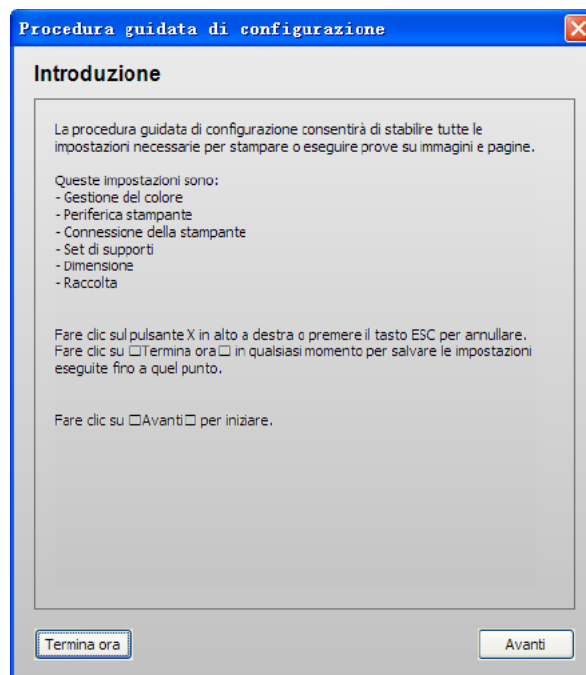 Procedura guidata di configurazione
Introduzione
La procedura guidata di configurazione consentirà di stabilire tutte le
impostazioni necessarie per stampare o eseguire prove su immagini e pagine.
Queste impostazioni sono:
- Gestione del colore
- Periferica stampante
- Connessione della stampante
- Set di supporti
- Dimensione
- Raccolta
Fare clic sul pulsante X in alto a destra o premere il tasto ESC per annullare.
Fare clic su □Termina ora□ in qualsiasi momento per salvare le impostazioni
eseguite fino a quel punto.
Fare clic su □Avanti□ per iniziare.
Termina ora
Avanti